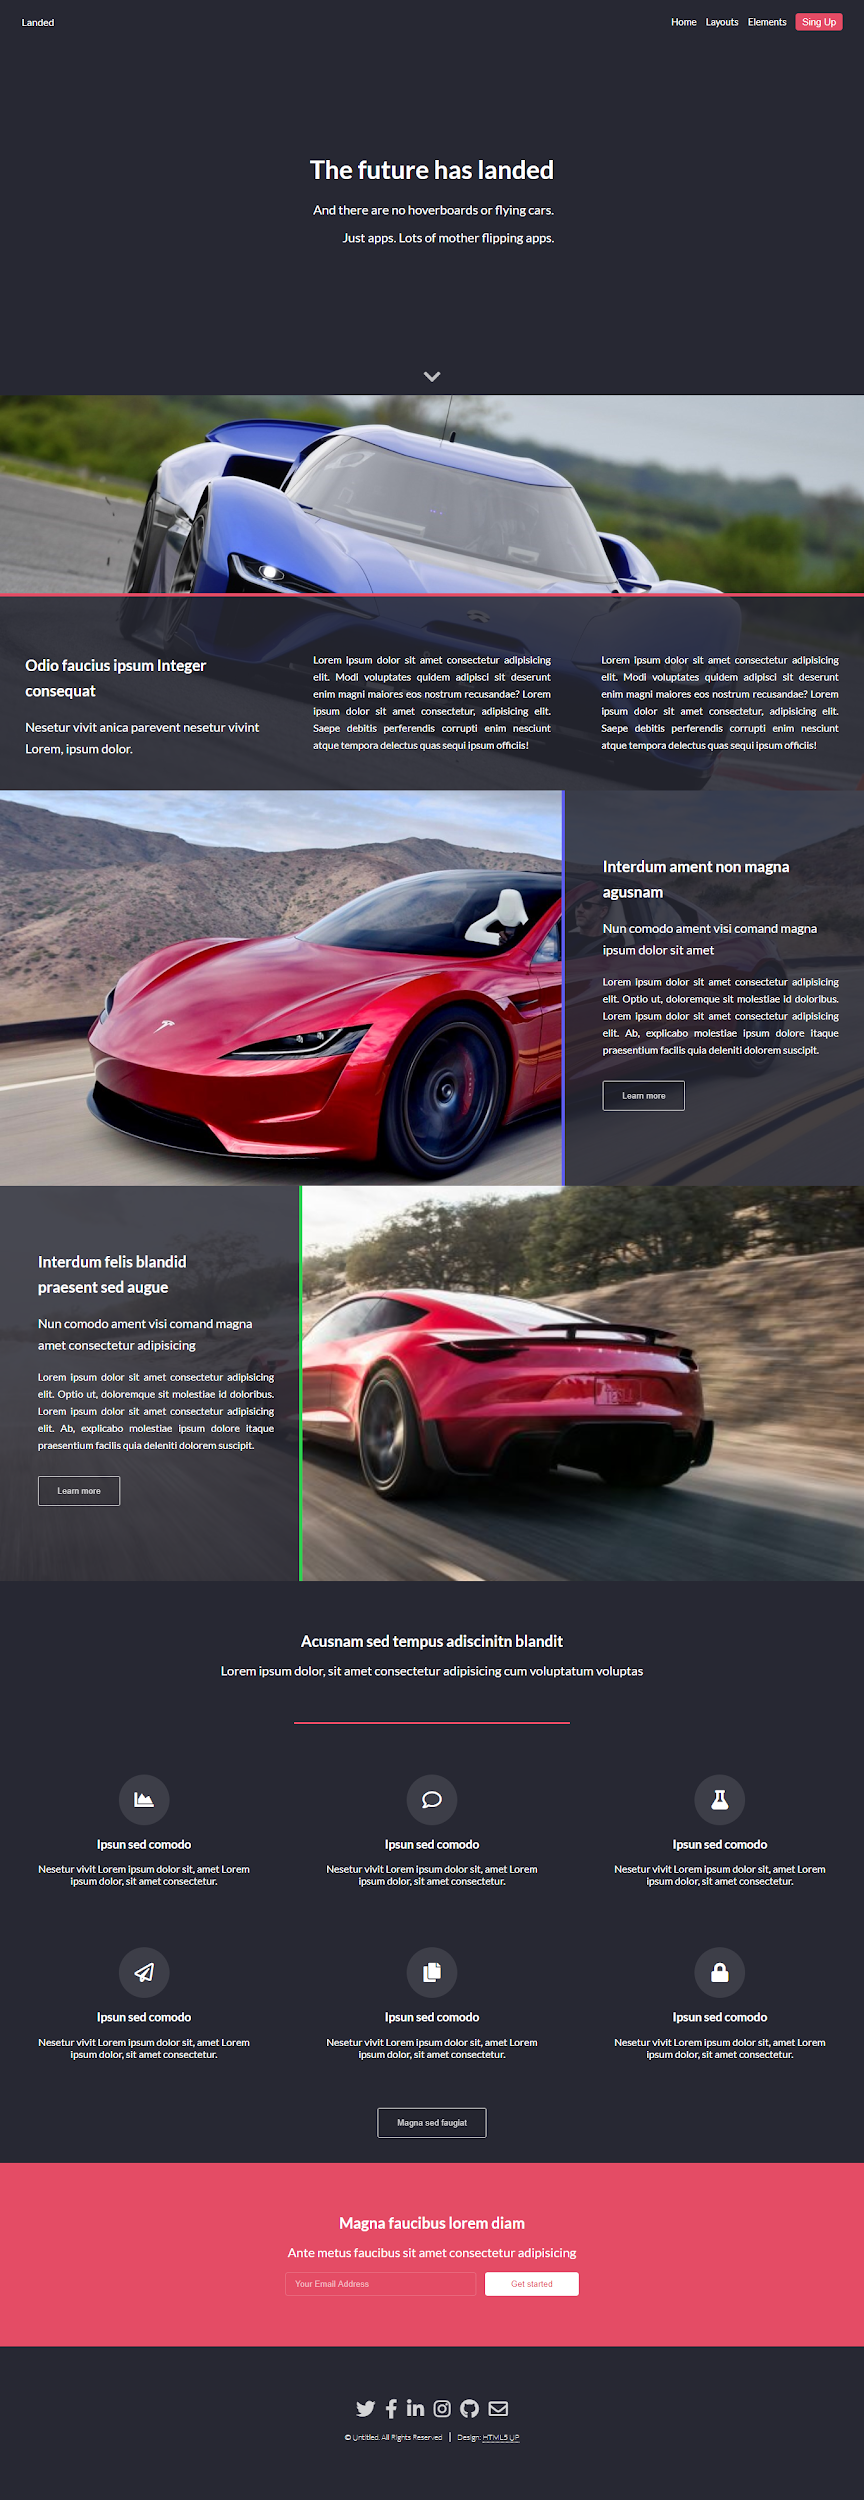 Landed
Home Layouts Elements Sing Up
The future has landed
And there are no hoverboards or flying cars.
Just apps. Lots of mother flipping apps.
Odio faucius ipsum Integer
consequat
Nesetur vivit anica parevent nesetur vivint
Lorem, ipsum dolor.
Lorem ipsum dolor sit amet consectetur adipisicing
elit. Modi voluptates quidem adipisci sit deserunt
enim magni maiores eos nostrum recusandae? Lorem
ipsum dolor sit amet consectetur, adipisicing elit.
Saepe debitis perferendis corrupti enim nesciunt
atque tempora delectus quas sequi ipsum officiis!
Lorem ipsum dolor sit amet consectetur adipisicing
elit. Modi voluptates quidem adipisci sit deserunt
enim magni maiores eos nostrum recusandae? Lorem
ipsum dolor sit amet consectetur, adipisicing elit.
Saepe debitis perferendis corrupti enim nesciunt
atque tempora delectus quas sequi ipsum officiis!
Interdum ament non magna
agusnam
Nun comodo ament visi comand magna
ipsum dolor sit amet
Lorem ipsum dolor sit amet consectetur adipisicing
elit. Optio ut, doloremque sit molestiae id doloribus.
Lorem ipsum dolor sit amet consectetur adipisicing
elit. Ab, explicabo molestiae ipsum dolore itaque
praesentium facilis quia deleniti dolorem suscipit.
Learn more
Interdum felis blandid
praesent sed augue
Nun comodo ament visi comand magna
amet consectetur adipisicing
Lorem ipsum dolor sit amet consectetur adipisicing
elit. Optio ut, doloremque sit molestiae id doloribus.
Lorem ipsum dolor sit amet consectetur adipisicing
elit. Ab, explicabo molestiae ipsum dolore itaque
praesentium facilis quia deleniti dolorem suscipit.
Learn more
Acusnam sed tempus adiscinitn blandit
Lorem ipsum dolor, sit amet consectetur adipisicing cum voluptatum voluptas
Ipsun sed comodo
Nesetur vivit Lorem ipsum dolor sit, amet Lorem
ipsum dolor, sit amet consectetur.
Ipsun sed comodo
Nesetur vivit Lorem ipsum dolor sit, amet Lorem
ipsum dolor, sit amet consectetur.
Ipsun sed comodo
Nesetur vivit Lorem ipsum dolor sit, amet Lorem
ipsum dolor, sit amet consectetur.
Ipsun sed comodo
Nesetur vivit Lorem ipsum dolor sit, amet Lorem
ipsum dolor, sit amet consectetur.
Ipsun sed comodo
Nesetur vivit Lorem ipsum dolor sit, amet Lorem
ipsum dolor, sit amet consectetur.
Ipsun sed comodo
Nesetur vivit Lorem ipsum dolor sit, amet Lorem
ipsum dolor, sit amet consectetur.
Magna sed faugiat
Magna faucibus lorem diam
Ante metus faucibus sit amet consectetur adipisicing
Your Email Address
Get started
© Untitled. All Rights Reserved | Design: HTML5 UP